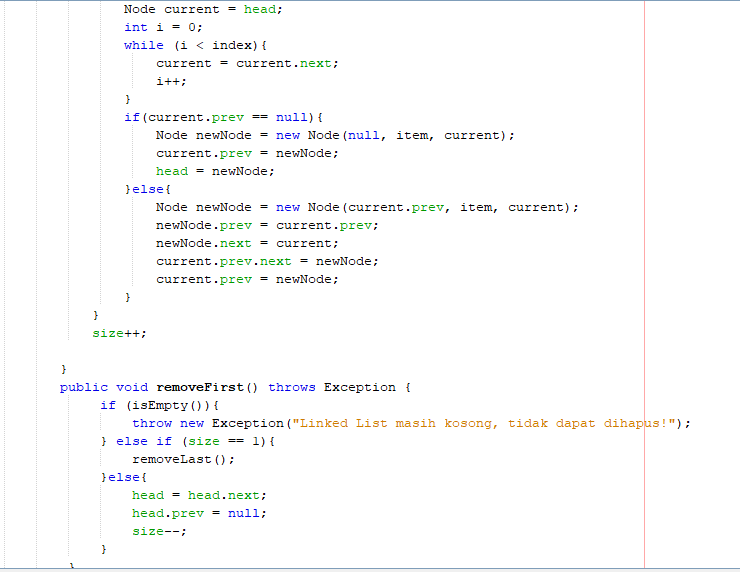 Node current = head;
int i = 0;
while (i < index){
current = current.next;
i++;
}
if(current.prev == null){
Node newNode = new Node(null, item, current);
current.prev = newNode;
head = newNode;
}else{
Node newNode = new Node(current.prev, item, current);
newNode.prev = current.prev;
newNode.next = current;
current.prev.next = newNode;
current.prev = newNode;
}
}
size++;
}
public void removeFirst() throws Exception {
if (isEmpty()){
throw new Exception("Linked List masih kosong, tidak dapat dihapus!");
} else if (size == 1){
removeLast();
}else{
head = head.next;
head.prev = null;
size--;
}
}